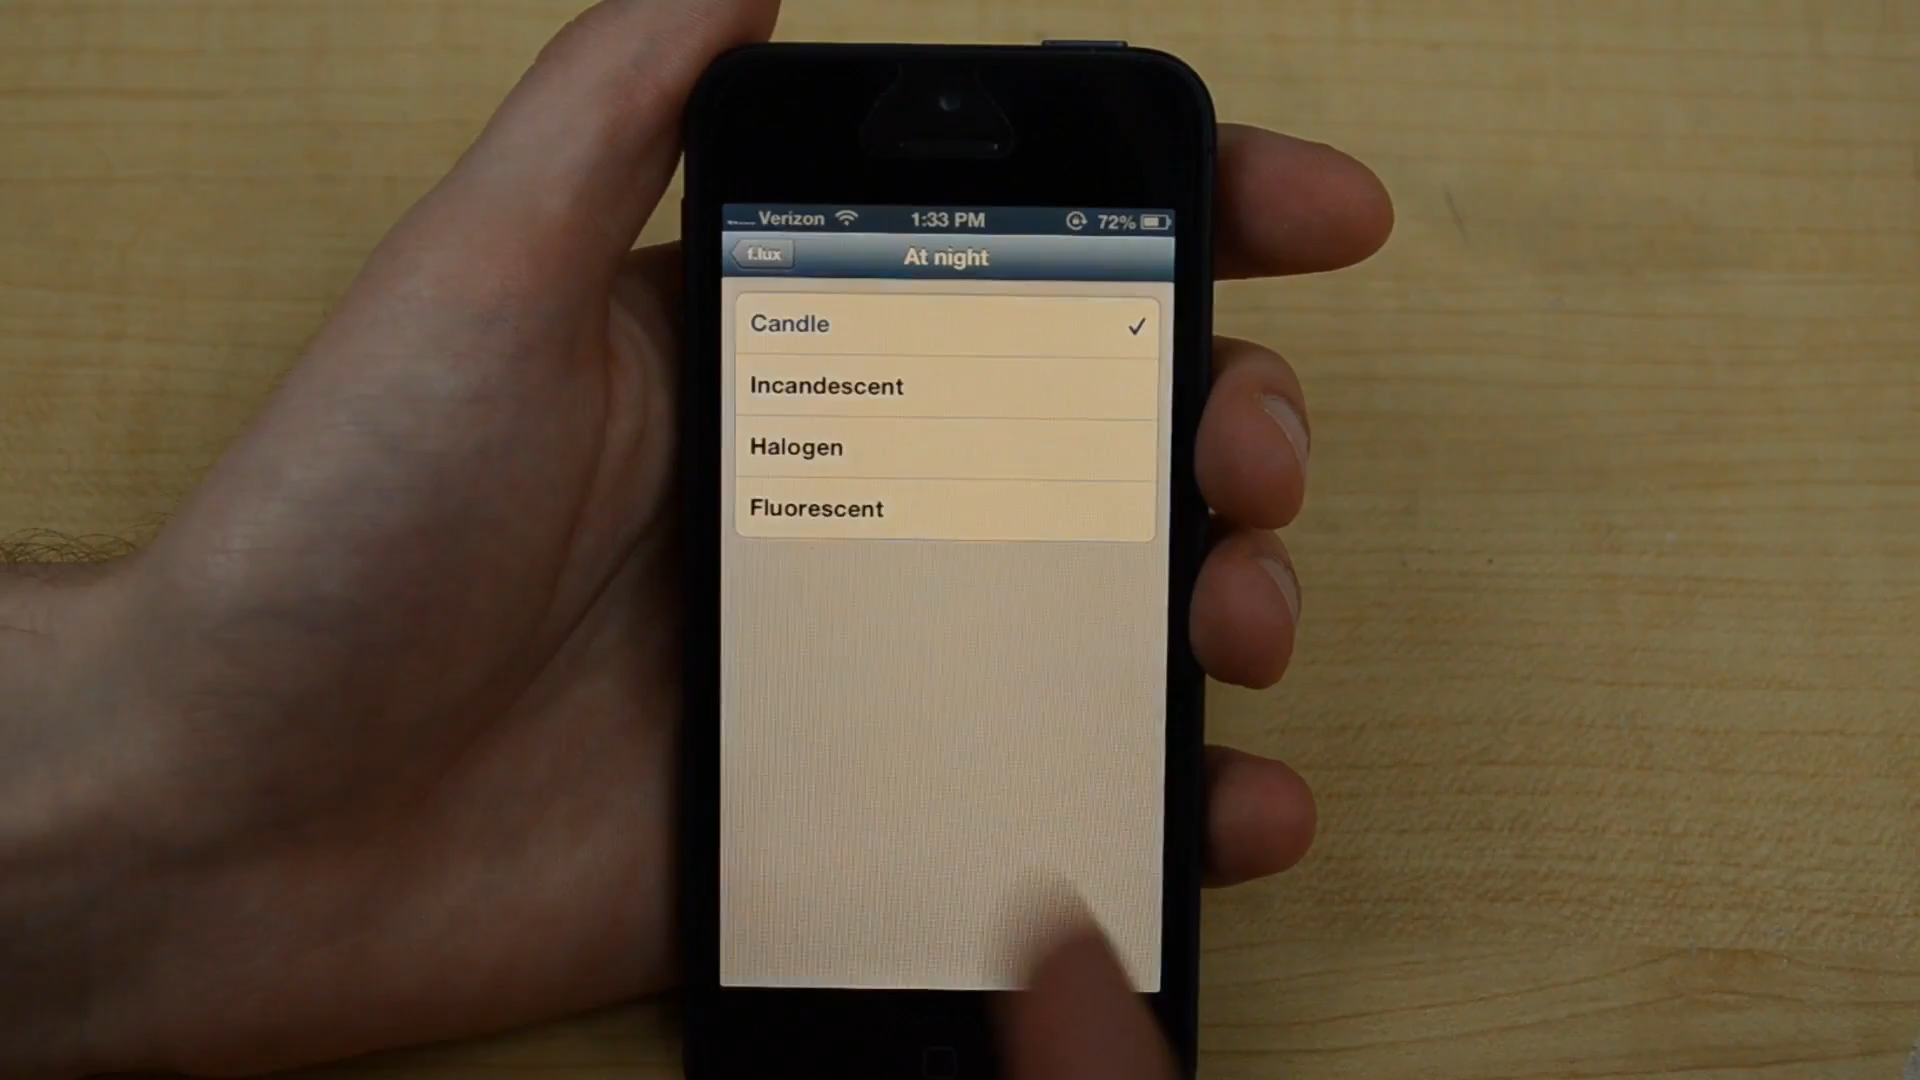 Verizon 1:33 PM 72%
f.lux At night
Candle
Incandescent
Halogen
Fluorescent